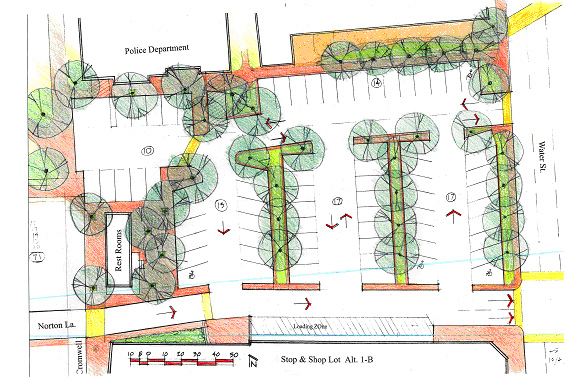 Police Department
14
10
Water St.
15
17
17
Rest Rooms
Norton La.
Cromwell
Loading ZOne
10 5 0 10 20 30 40 50
N
Stop & Shop Lot Alt. 1-B